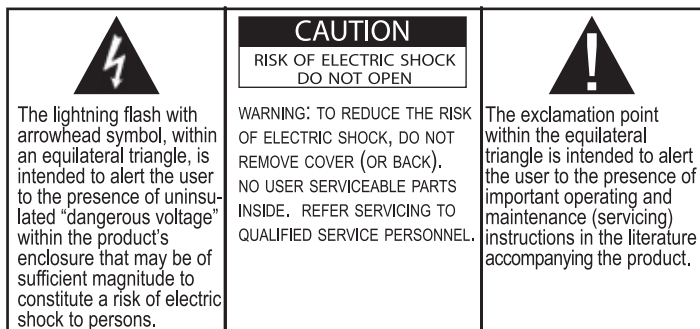 The lightning flash with
arrowhead symbol, within
an equilateral triangle, is
intended to alert the user
to the presence of uninsu-
lated “dangerous voltage”
within the product’s
enclosure that may be of
sufficient magnitude to
constitute a risk of electric
shock to persons.
CAUTION
RISK OF ELECTRIC SHOCK
DO NOT OPEN
WARNING: TO REDUCE THE RISK
OF ELECTRIC SHOCK, DO NOT
REMOVE COVER (OR BACK).
NO USER SERVICEABLE PARTS
INSIDE. REFER SERVICING TO
QUALIFIED SERVICE PERSONNEL.
!
The exclamation point
within the equilateral
triangle is intended to alert
the user to the presence of
important operating and
maintenance (servicing)
instructions in the literature
accompanying the product.